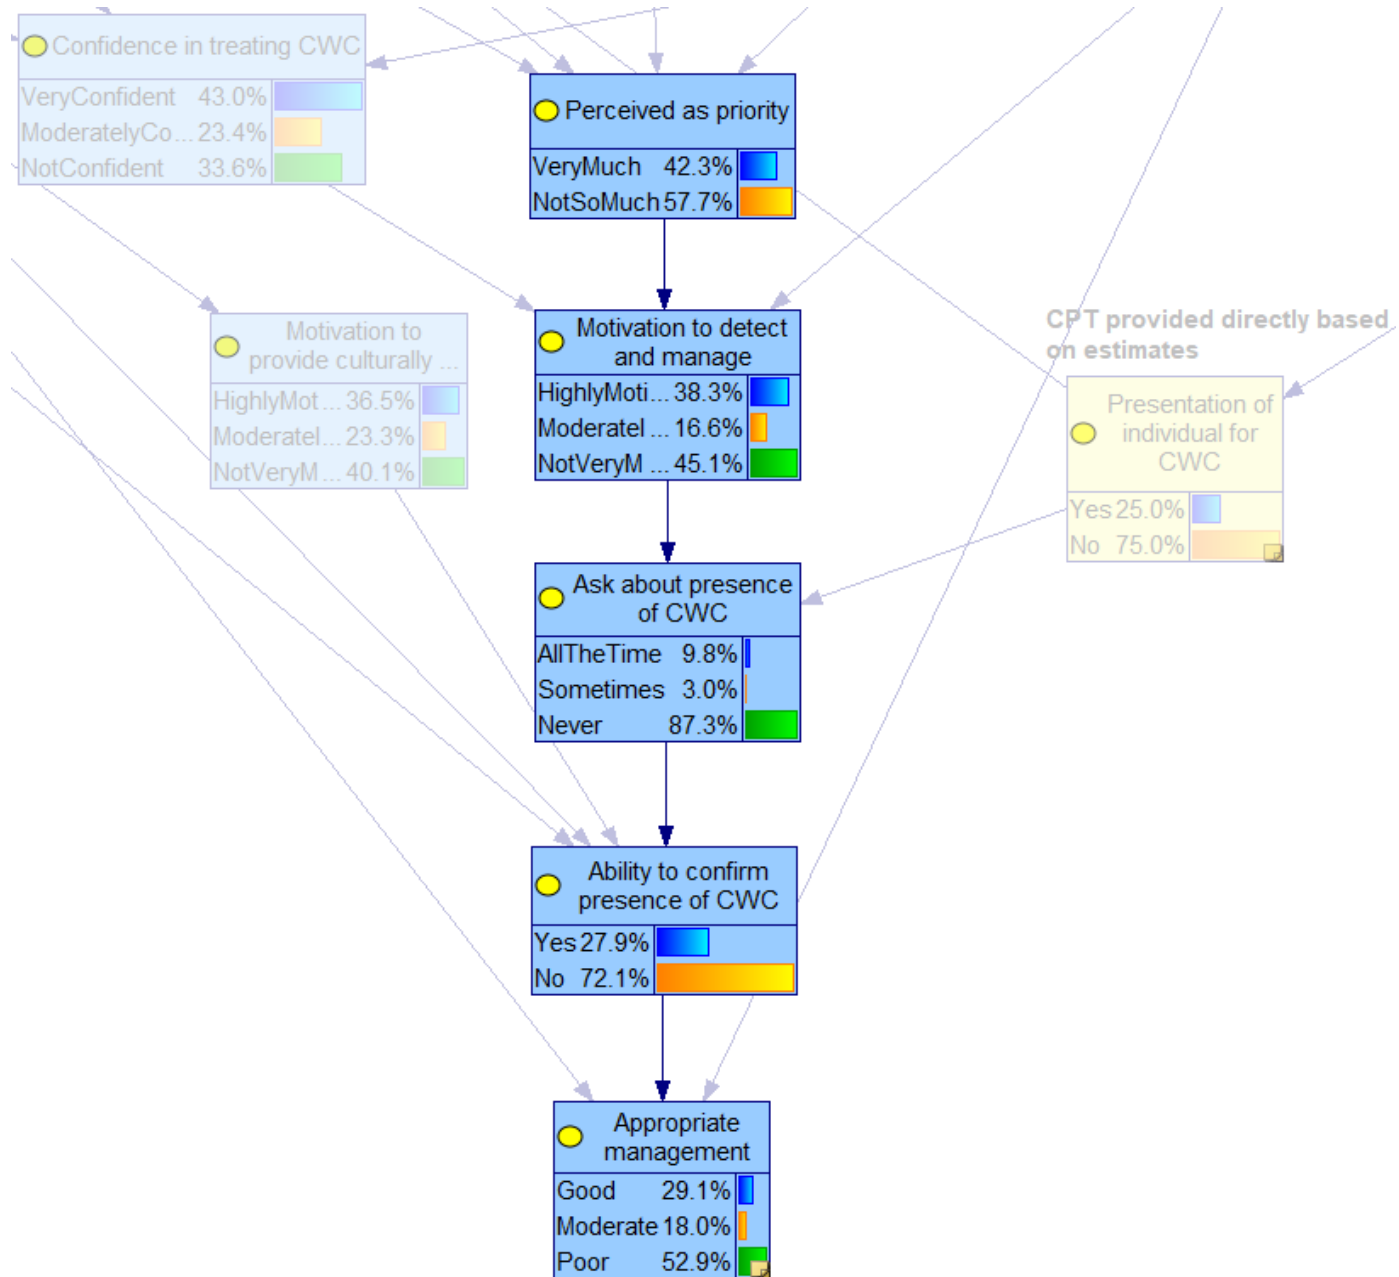 Confidence in treating CWC
VeryConfident 43.0%
ModeratelyCo... 23.4%
NotConfident 33.6%
Perceived as priority
VeryMuch 42.3%
NotSoMuch 57.7%
Motivation to
provide culturally ...
HighlyMot ... 36.5%
Moderatel... 23.3%
NotVeryM ... 40.1%
Motivation to detect
and manage
HighlyMoti... 38.3%
Moderatel ... 16.6%
NotVeryM ... 45.1%
CPT provided directly based
on estimates
Presentation of
individual for
CWC
Yes 25.0%
No 75.0%
Ask about presence
of CWC
AllTheTime 9.8%
Sometimes 3.0%
Never 87.3%
Ability to confirm
presence of CWC
Yes 27.9%
No 72.1%
Appropriate
management
Good 29.1%
Moderate 18.0%
Poor 52.9%